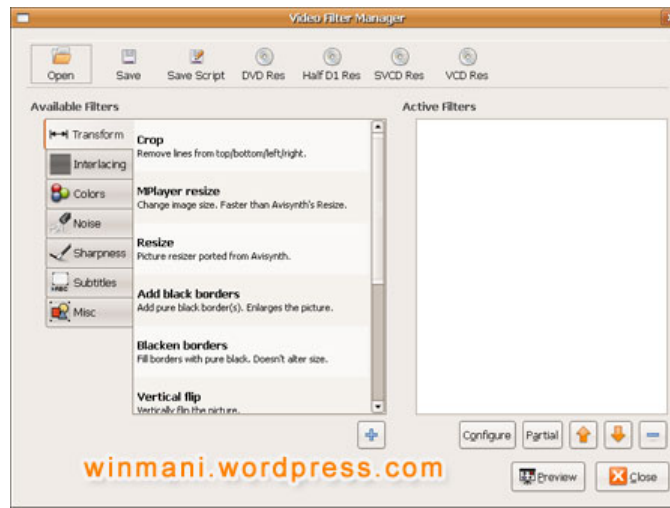 Video Filter Manager
Open Save Save Script DVD Res Half D1 Res SVCD Res VCD Res
Available Filters
Active Filters
Transform
Interlacing
Colors
Noise
Sharpness
Subtitles
Misc
Crop
Remove lines from top/bottom/left/right.
MPlayer resize
Change image size. Faster than Avisynth's Resize.
Resize
Picture resizer ported from Avisynth.
Add black borders
Add pure black border(s). Enlarges the picture.
Blacken borders
Fill borders with pure black. Doesn't alter size.
Vertical flip
Vertically flip the picture.
Configure Partial
Preview Close
winmani.wordpress.com